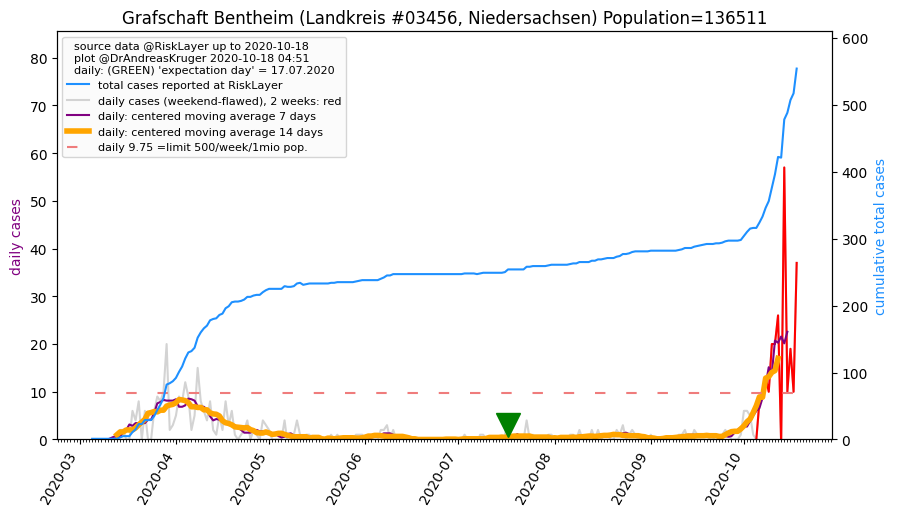 Grafschaft Bentheim (Landkreis #03456, Niedersachsen) Population=136511
source data @RiskLayer up to 2020-10-18
plot @DrAndreasKruger 2020-10-18 04:51
daily: (GREEN) 'expectation day' = 17.07.2020
total cases reported at RiskLayer
daily cases (weekend-flawed), 2 weeks: red
daily: centered moving average 7 days
daily: centered moving average 14 days
daily 9.75 =limit 500/week/1mio pop.
daily cases
80
70
60
50
40
30
20
10
0
600
500
400
300
200
100
0
cumulative total cases
2020-03
2020-04
2020-05
2020-06
2020-07
2020-08
2020-09
2020-10